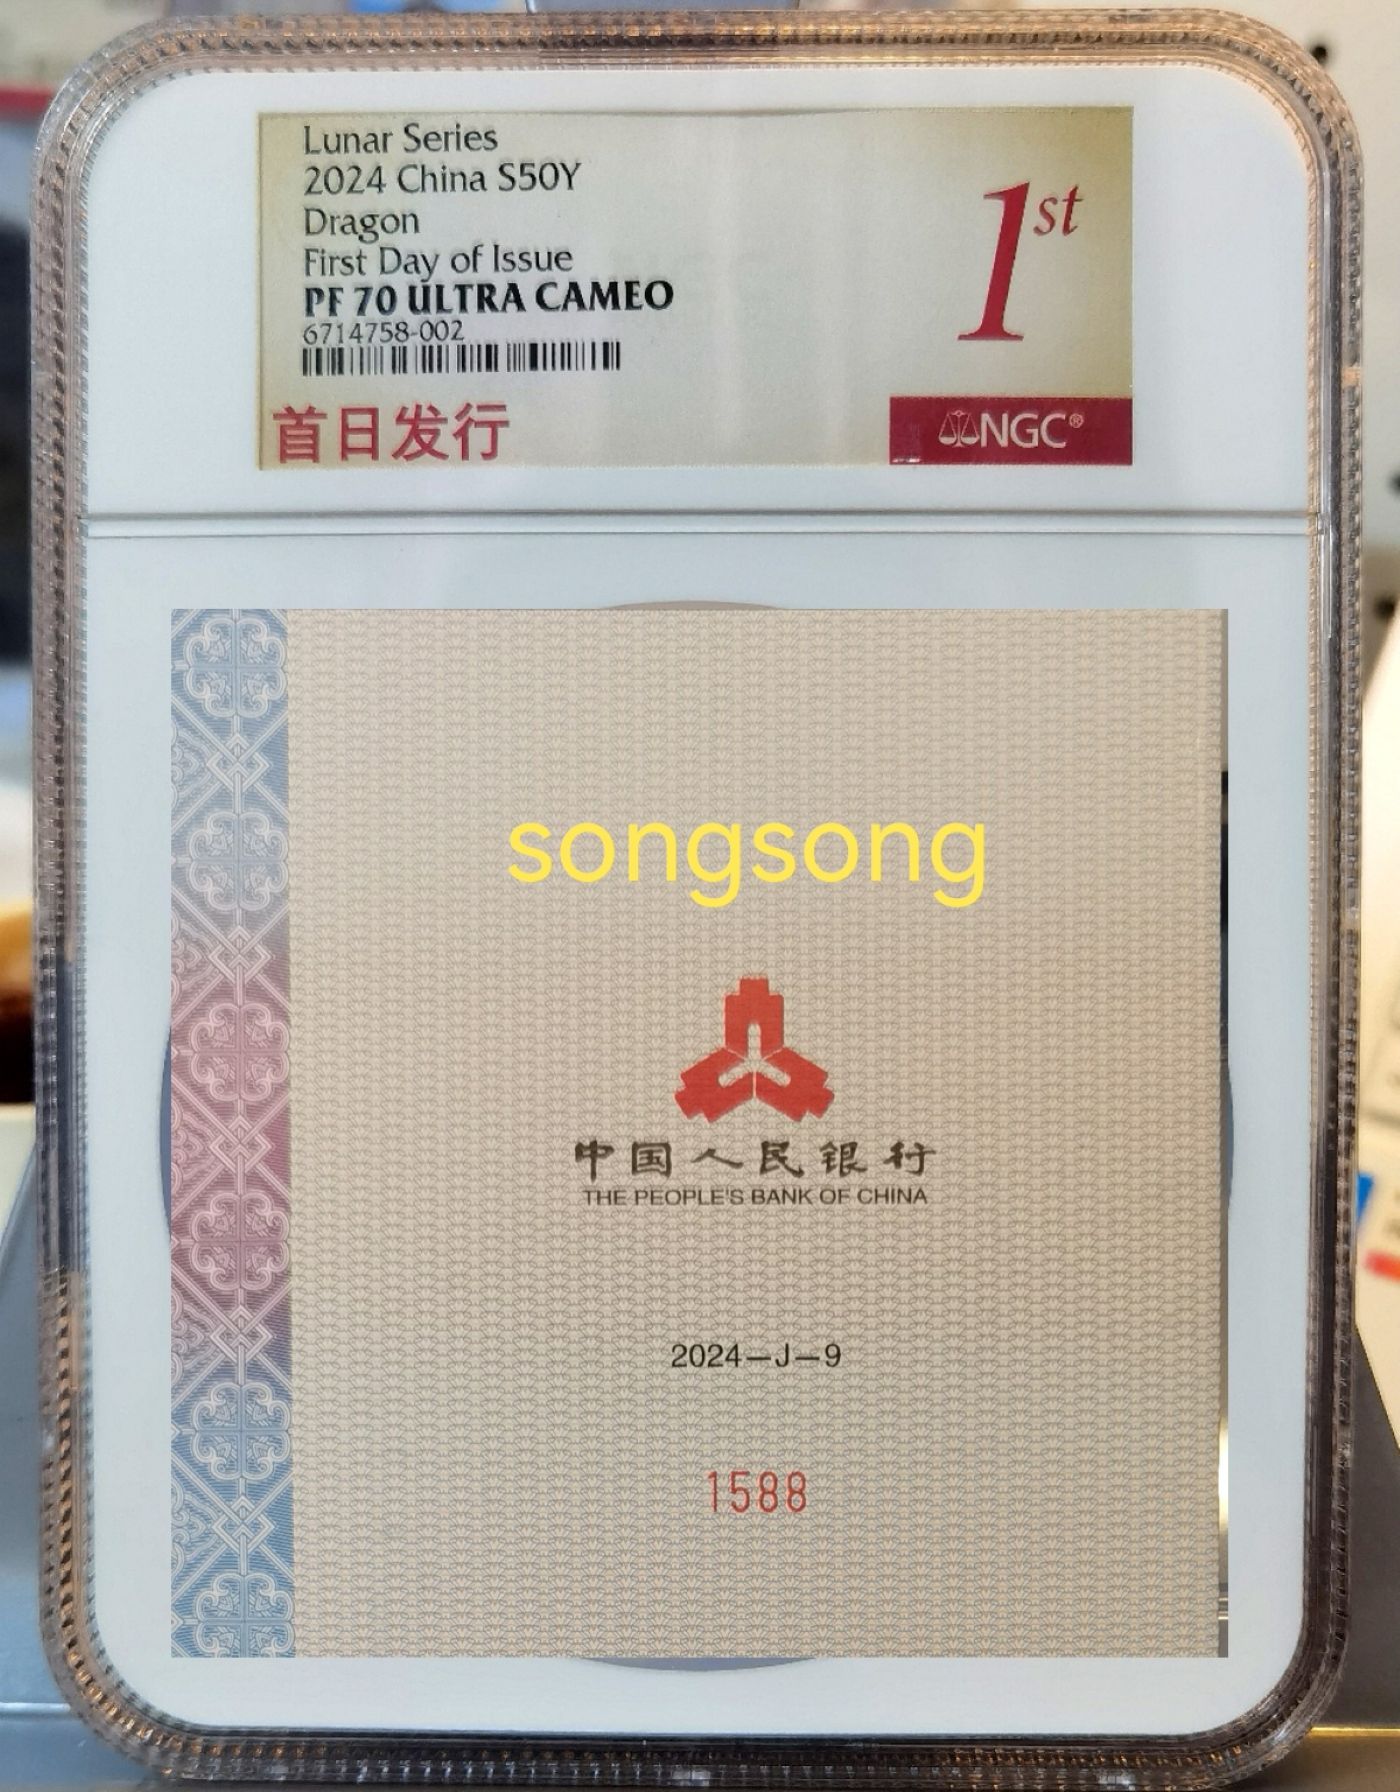 Lunar Series
2024 China S50Y
Dragon
First Day of Issue
PF 70 ULTRA CAMEO
6714758-002
首日发行
1st
NGC®
songsong
中国人民银行
THE PEOPLE'S BANK OF CHINA
2024-J-9
1588